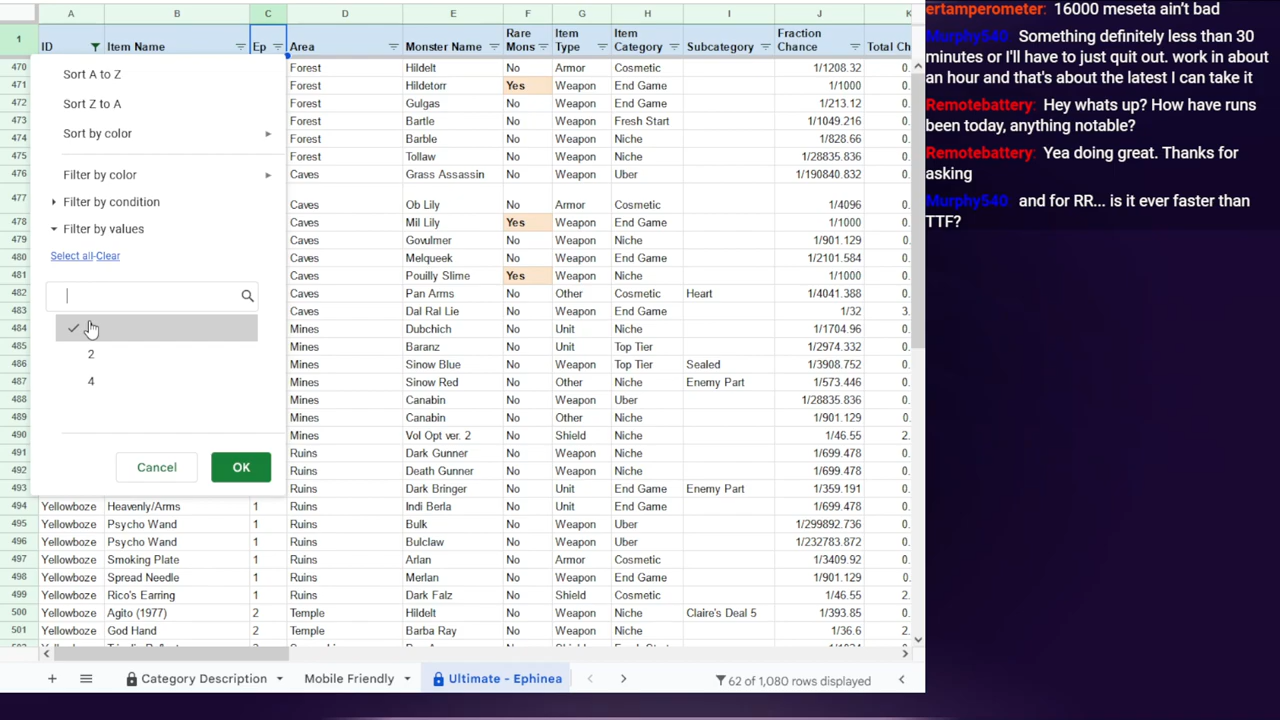 A B C D E F G H I J K
1 ID Item Name Ep Area Monster Name Rare Mons Item Type Item Category Subcategory Fraction Chance Total Ch
470 Forest Hildelt No Armor Cosmetic 1/1208.32 0.
471 Forest Hildetorr Yes Weapon End Game 1/1000 0.
472 Forest Gulgas No Weapon End Game 1/213.12 0.
473 Forest Bartle No Weapon Fresh Start 1/1049.216 0.
474 Forest Barble No Weapon Niche 1/828.66 0.
475 Forest Tollaw No Weapon Niche 1/28835.836 0.
476 Caves Grass Assassin No Weapon Uber 1/190840.832 0.
477 Caves Ob Lily No Armor Cosmetic 1/4096 0.
478 Caves Mil Lily Yes Weapon End Game 1/1000 0.
479 Caves Govulmer No Weapon Niche 1/901.129 0.
480 Caves Melqueek No Weapon End Game 1/2101.584 0.
481 Caves Pouilly Slime Yes Weapon Niche 1/1000 0.
482 Caves Pan Arms No Other Cosmetic Heart 1/4041.388 0.
483 Caves Dal Ral Lie No Other Cosmetic 1/32 3.
484 Mines Dubchich No Unit Niche 1/1704.96 0.
485 Mines Baranz No Unit Top Tier 1/2974.332 0.
486 Mines Sinow Blue No Weapon Top Tier Sealed 1/3908.752 0.
487 Mines Sinow Red No Other Niche Enemy Part 1/573.446 0.
488 Mines Canabin No Weapon Uber 1/28835.836 0.
489 Mines Canabin No Other Niche 1/901.129 0.
490 Mines Vol Opt ver. 2 No Shield Niche 1/46.55 2.
491 Ruins Dark Gunner No Weapon Niche 1/699.478 0.
492 Ruins Death Gunner No Weapon End Game 1/699.478 0.
493 Ruins Dark Bringer No Unit End Game Enemy Part 1/359.191 0.
494 Yellowboze Heavenly/Arms 1 Ruins Indi Berla No Unit End Game 1/699.478 0.
495 Yellowboze Psycho Wand 1 Ruins Bulk No Weapon Uber 1/299892.736 0.
496 Yellowboze Psycho Wand 1 Ruins Bulclaw No Weapon Uber 1/232783.872 0.
497 Yellowboze Smoking Plate 1 Ruins Arlan No Armor Cosmetic 1/3409.92 0.
498 Yellowboze Spread Needle 1 Ruins Merlan No Weapon End Game 1/901.129 0.
499 Yellowboze Rico's Earring 1 Ruins Dark Falz No Shield Cosmetic 1/46.55 2.
500 Yellowboze Agito (1977) 2 Temple Hildelt No Weapon Niche Claire's Deal 5 1/393.85 0.
501 Yellowboze God Hand 2 Temple Barba Ray No Weapon Niche 1/36.6 2.
Sort A to Z
Sort Z to A
Sort by color
Filter by color
Filter by condition
Filter by values
Select all-Clear
2
4
Cancel OK
+ Category Description Mobile Friendly Ultimate - Ephinea 62 of 1,080 rows displayed
ertamperometer: 16000 meseta ain't bad
Murphy540: Something definitely less than 30
minutes or I'll have to just quit out. work in about
an hour and that's about the latest I can take it
Remotebattery: Hey whats up? How have runs
been today, anything notable?
Remotebattery: Yea doing great. Thanks for
asking
Murphy540: and for RR... is it ever faster than
TTF?